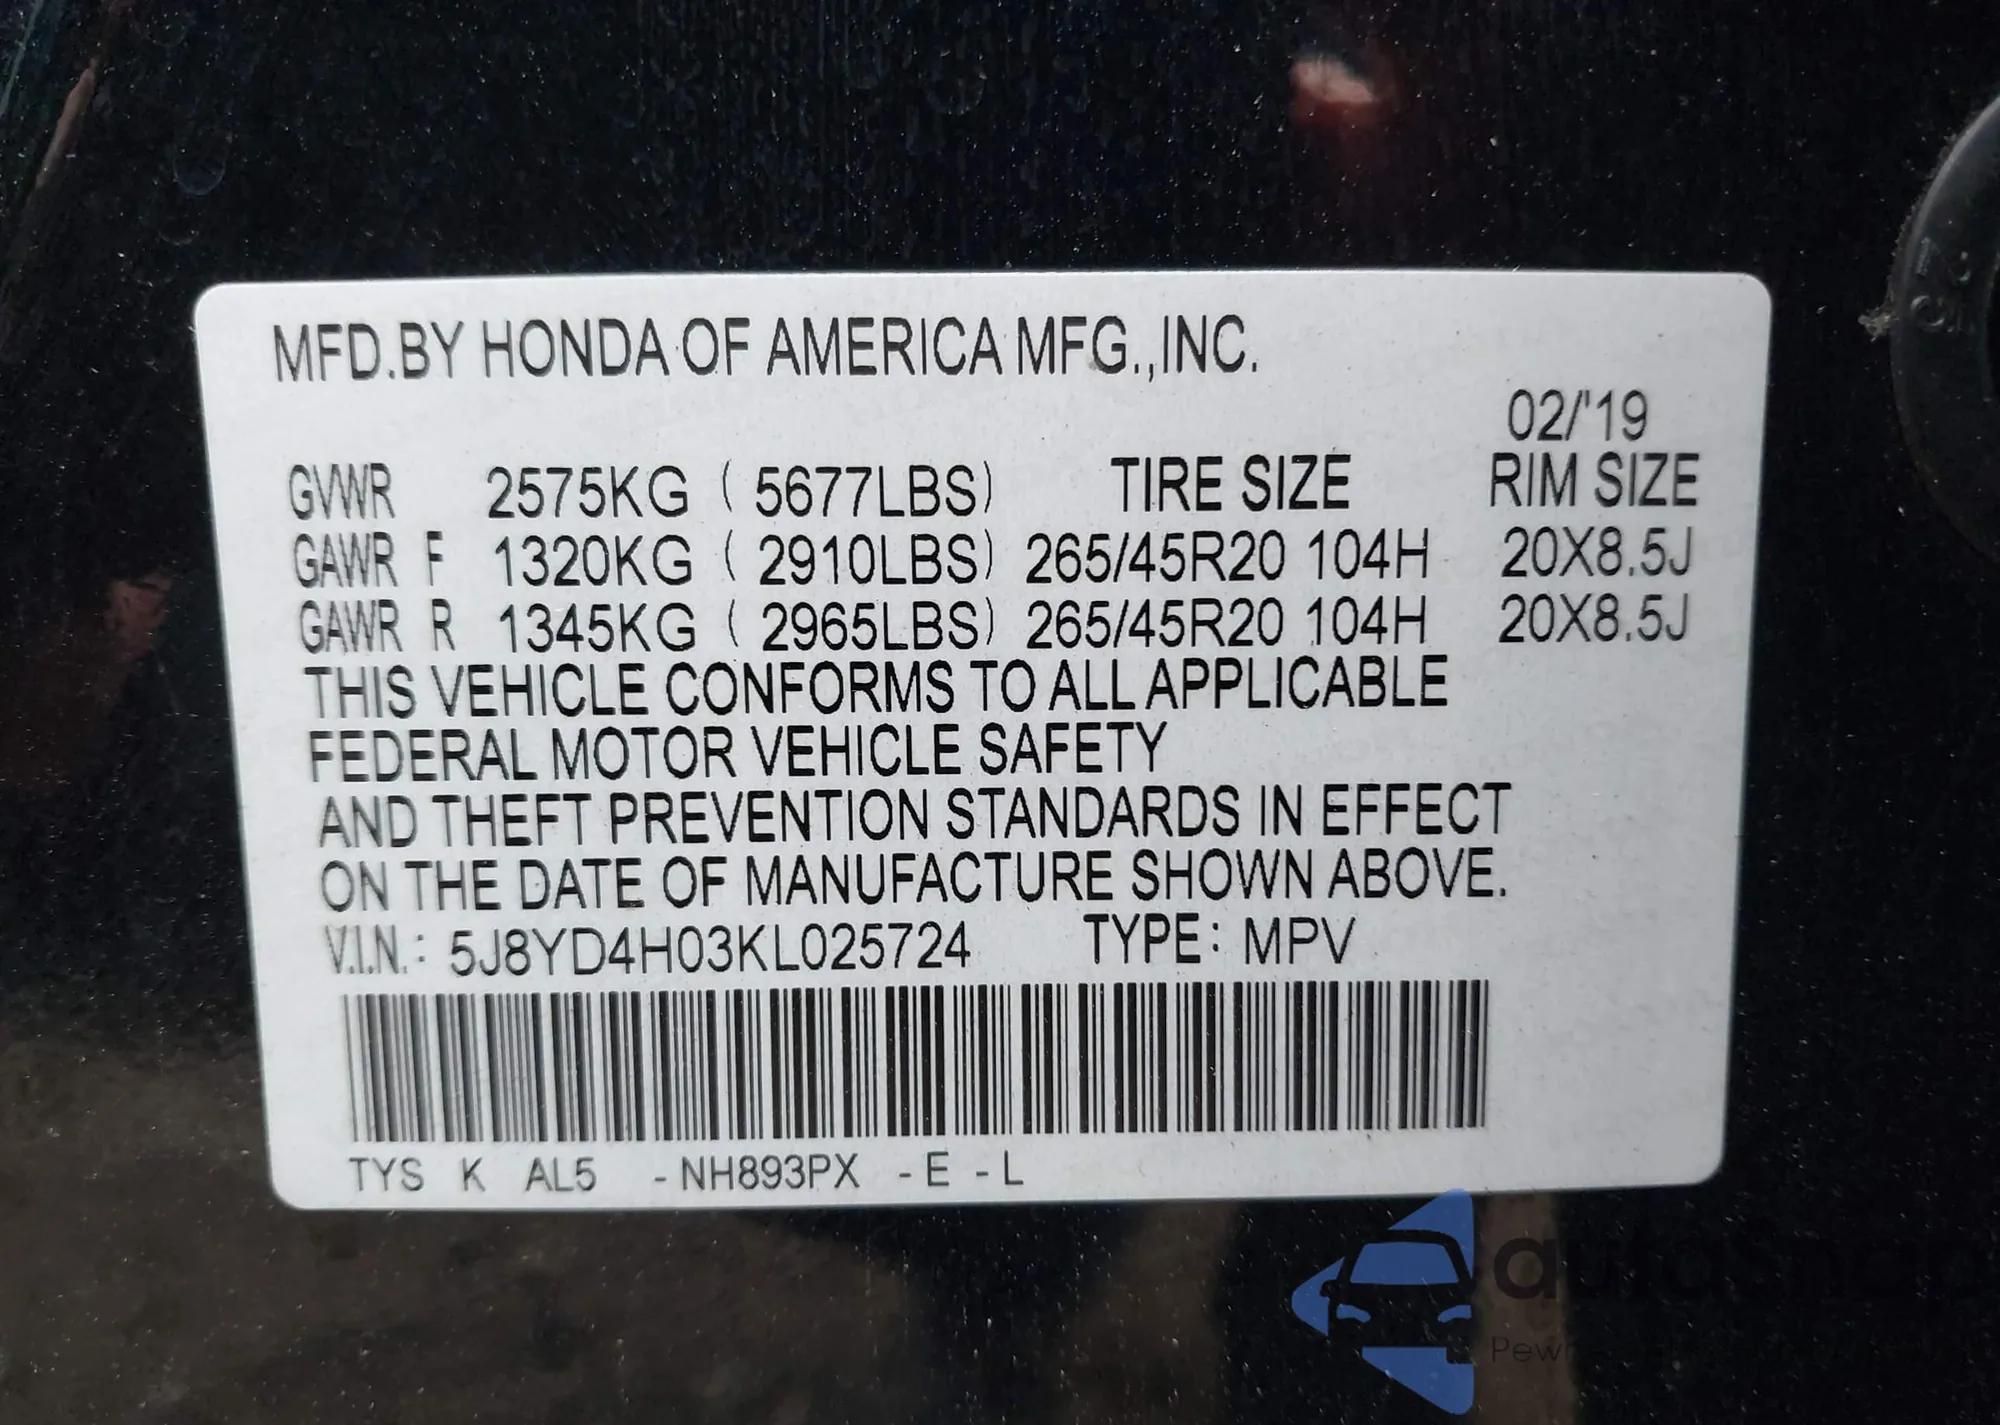 MFD.BY HONDA OF AMERICA MFG.,INC.
02/'19
GVWR 2575KG ( 5677LBS) TIRE SIZE RIM SIZE
GAWR F 1320KG ( 2910LBS) 265/45R20 104H 20X8.5J
GAWR R 1345KG ( 2965LBS) 265/45R20 104H 20X8.5J
THIS VEHICLE CONFORMS TO ALL APPLICABLE
FEDERAL MOTOR VEHICLE SAFETY
AND THEFT PREVENTION STANDARDS IN EFFECT
ON THE DATE OF MANUFACTURE SHOWN ABOVE.
V.I.N.: 5J8YD4H03KL025724 TYPE: MPV
TYS K AL5 -NH893PX -E -L
autoshop